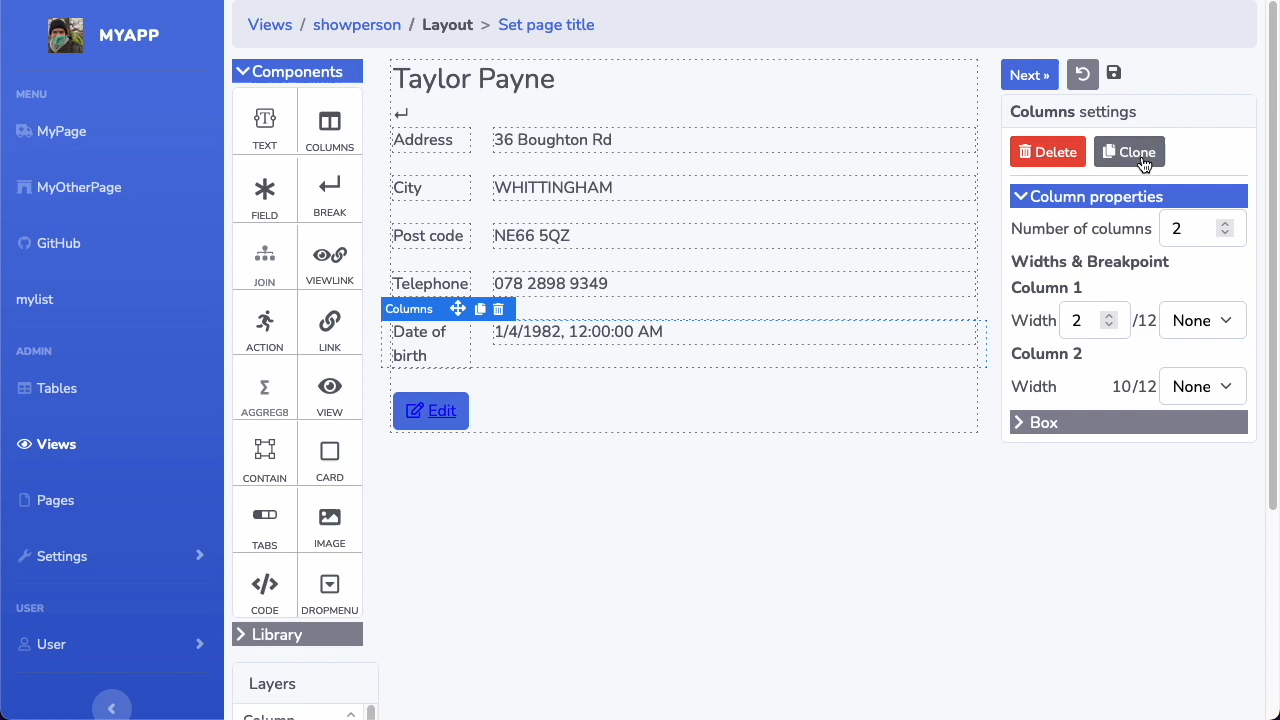 MYAPP
MENU
MyPage
MyOtherPage
GitHub
mylist
ADMIN
Tables
Views
Pages
Settings
USER
User
Views / showperson / Layout > Set page title
Components
TEXT
COLUMNS
FIELD
BREAK
JOIN
VIEWLINK
ACTION
LINK
AGGREG8
VIEW
CONTAIN
CARD
TABS
IMAGE
CODE
DROPMENU
Library
Layers
Column
Taylor Payne
Address 36 Boughton Rd
City WHITTINGHAM
Post code NE66 5QZ
Telephone 078 2898 9349
Columns
Date of birth 1/4/1982, 12:00:00 AM
Edit
Next »
Columns settings
Delete Clone
Column properties
Number of columns 2
Widths & Breakpoint
Column 1
Width 2 /12 None
Column 2
Width 10/12 None
Box